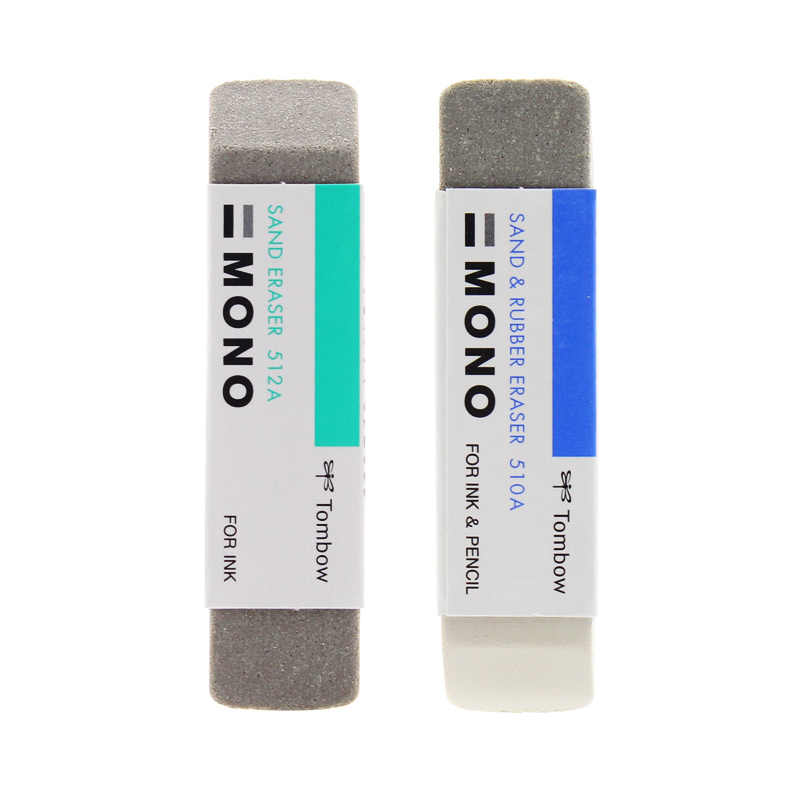 SAND ERASER 512A
MONO
FOR INK
Tombow
SAND & RUBBER ERASER 510A
MONO
FOR INK & PENCIL
Tombow